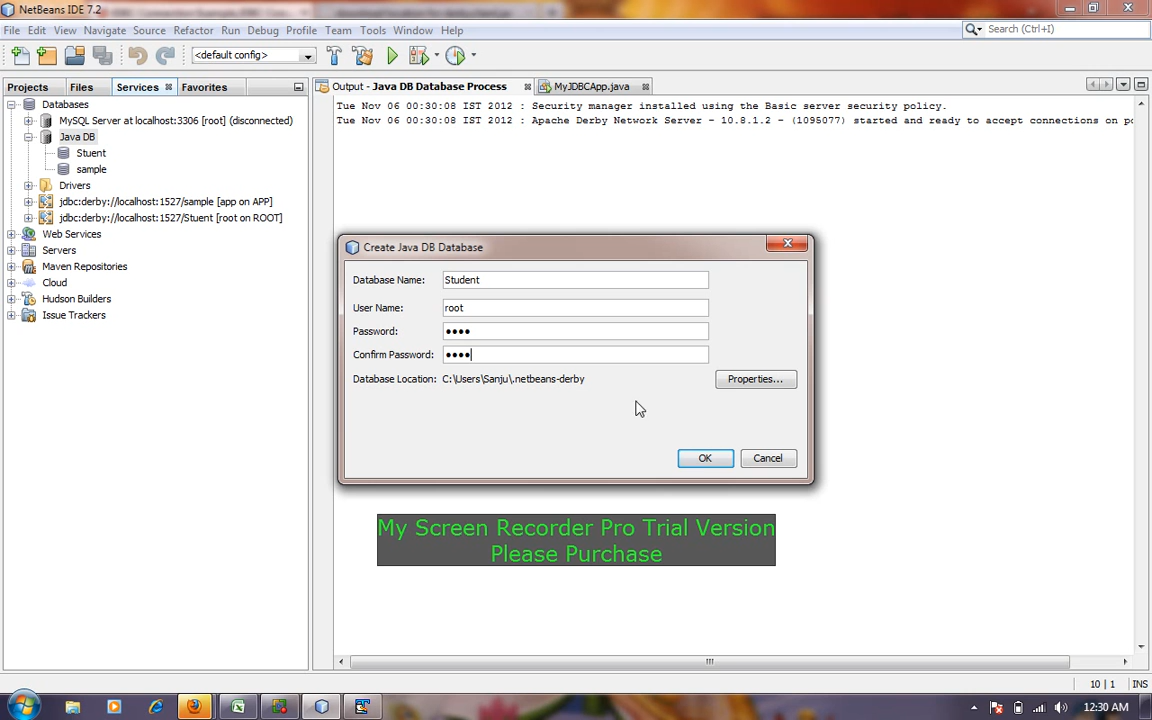 NetBeans IDE 7.2
File Edit View Navigate Source Refactor Run Debug Profile Team Tools Window Help
Search (Ctrl+I)
<default config>
Projects Files Services Favorites
Output - Java DB Database Process MyJDBCApp.java
Databases
MySQL Server at localhost:3306 [root] (disconnected)
Java DB
Stuent
sample
Drivers
jdbc:derby://localhost:1527/sample [app on APP]
jdbc:derby://localhost:1527/Stuent [root on ROOT]
Web Services
Servers
Maven Repositories
Cloud
Hudson Builders
Issue Trackers
Tue Nov 06 00:30:08 IST 2012 : Security manager installed using the Basic server security policy.
Tue Nov 06 00:30:08 IST 2012 : Apache Derby Network Server - 10.8.1.2 - (1095077) started and ready to accept connections on po
Create Java DB Database
Database Name: Student
User Name: root
Password: ••••
Confirm Password: ••••
Database Location: C:\Users\Sanju\.netbeans-derby
Properties...
OK Cancel
My Screen Recorder Pro Trial Version
Please Purchase
10 | 1 INS
12:30 AM